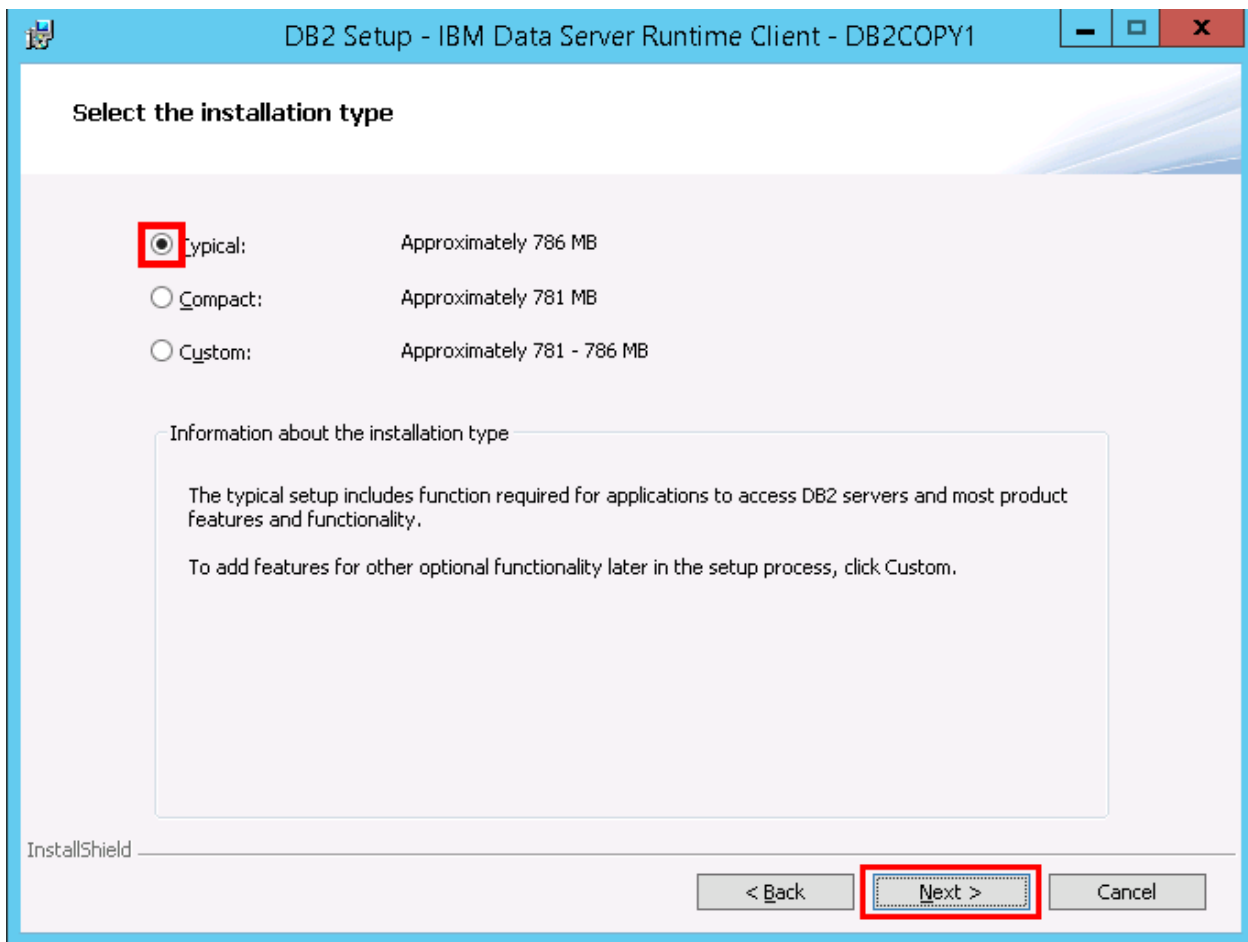 DB2 Setup - IBM Data Server Runtime Client - DB2COPY1
Select the installation type
Typical: Approximately 786 MB
Compact: Approximately 781 MB
Custom: Approximately 781 - 786 MB
Information about the installation type
The typical setup includes function required for applications to access DB2 servers and most product
features and functionality.
To add features for other optional functionality later in the setup process, click Custom.
InstallShield
< Back Next > Cancel